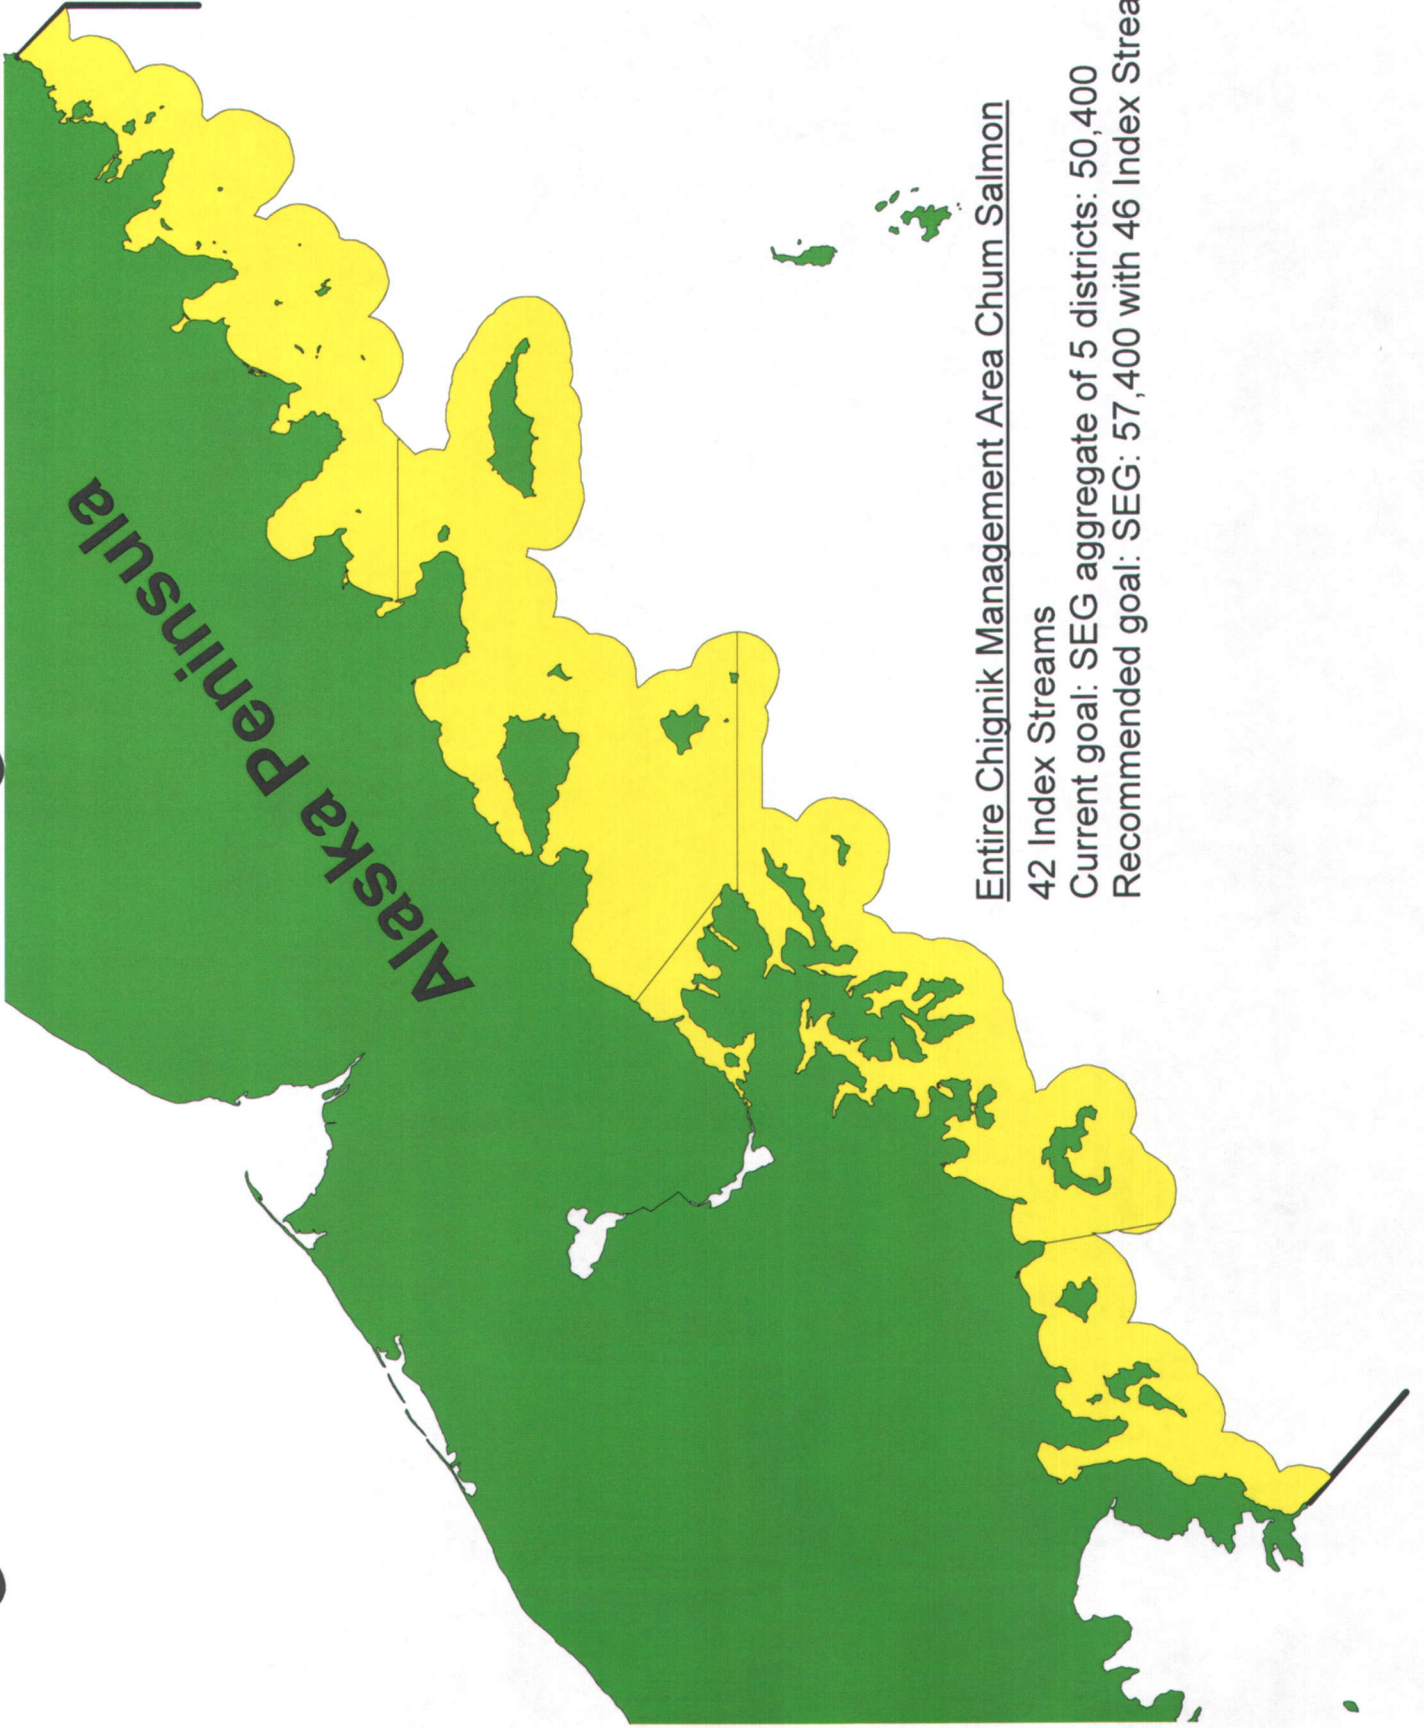 Alaska Peninsula
Entire Chignik Management Area Chum Salmon
42 Index Streams
Current goal: SEG aggregate of 5 districts: 50,400
Recommended goal: SEG: 57,400 with 46 Index Strea